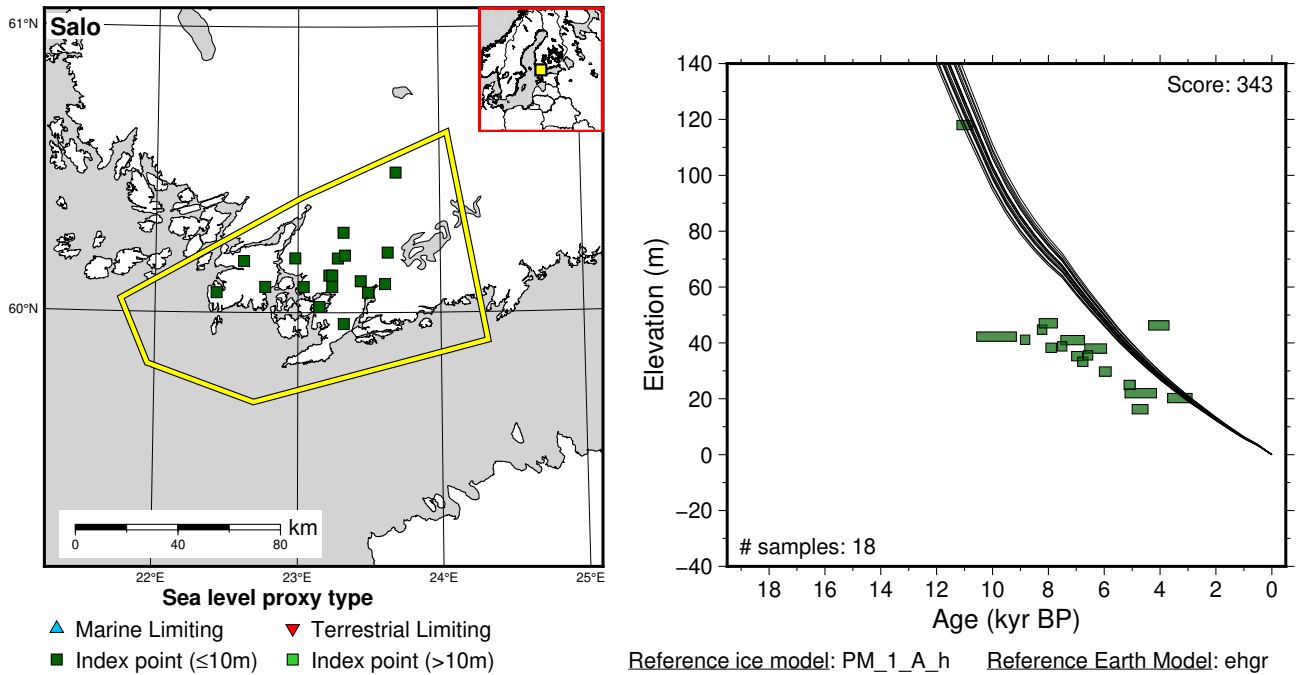 Salo
61°N
60°N
km
0 40 80
22°E 23°E 24°E 25°E
Sea level proxy type
Marine Limiting
Terrestrial Limiting
Index point (≤10m)
Index point (>10m)
Score: 343
140
120
100
80
60
40
20
0
−20
−40
Elevation (m)
# samples: 18
18 16 14 12 10 8 6 4 2 0
Age (kyr BP)
Reference ice model: PM_1_A_h
Reference Earth Model: ehgr